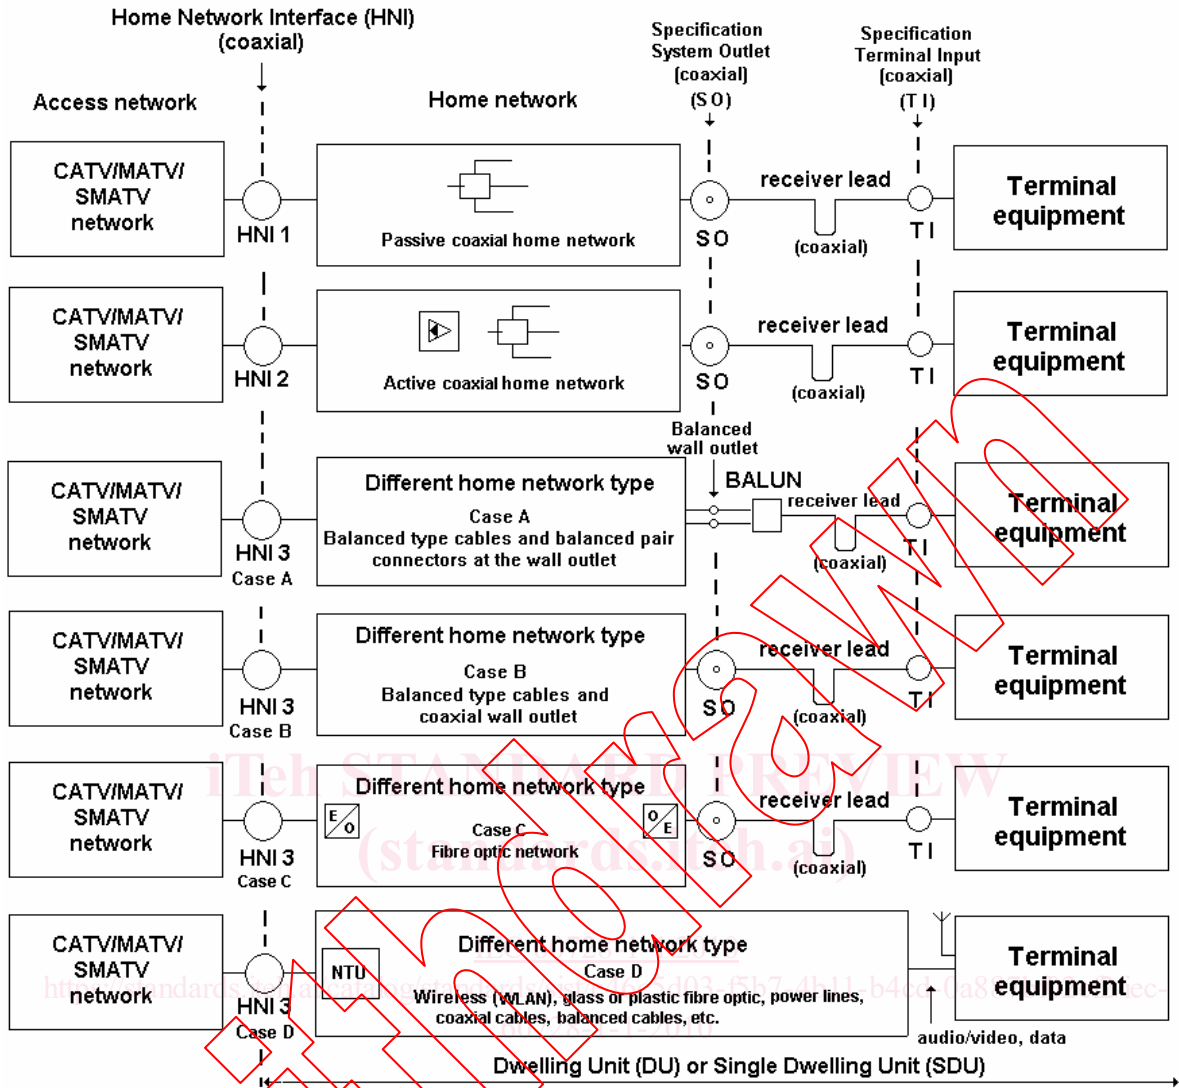 Home Network Interface (HNI)
(coaxial)
Specification
System Outlet
(coaxial)
(S O)
Specification
Terminal Input
(coaxial)
(T I)
Access network
Home network
CATV/MATV/
SMATV
network
HNI 1
Passive coaxial home network
SO
receiver lead
(coaxial)
T I
Terminal
equipment
CATV/MATV/
SMATV
network
HNI 2
Active coaxial home network
SO
receiver lead
(coaxial)
T I
Terminal
equipment
Balanced
wall outlet
CATV/MATV/
SMATV
network
HNI 3
Case A
Different home network type
Case A
Balanced type cables and balanced pair
connectors at the wall outlet
BALUN
receiver lead
(coaxial)
T I
Terminal
equipment
CATV/MATV/
SMATV
network
HNI 3
Case B
Different home network type
Case B
Balanced type cables and
coaxial wall outlet
SO
receiver lead
(coaxial)
T I
Terminal
equipment
iTeh STANDARD PREVIEW
CATV/MATV/
SMATV
network
HNI 3
Case C
Different home network type
E
O
Case C
Fibre optic network
O
E
SO
receiver lead
(coaxial)
T I
Terminal
equipment
(standards.iteh.ai)
CATV/MATV/
SMATV
network
HNI 3
Case D
NTU
Different home network type
Case D
Wireless (WLAN), glass or plastic fibre optic, power lines,
coaxial cables, balanced cables, etc.
Terminal
equipment
audio/video, data
Dwelling Unit (DU) or Single Dwelling Unit (SDU)